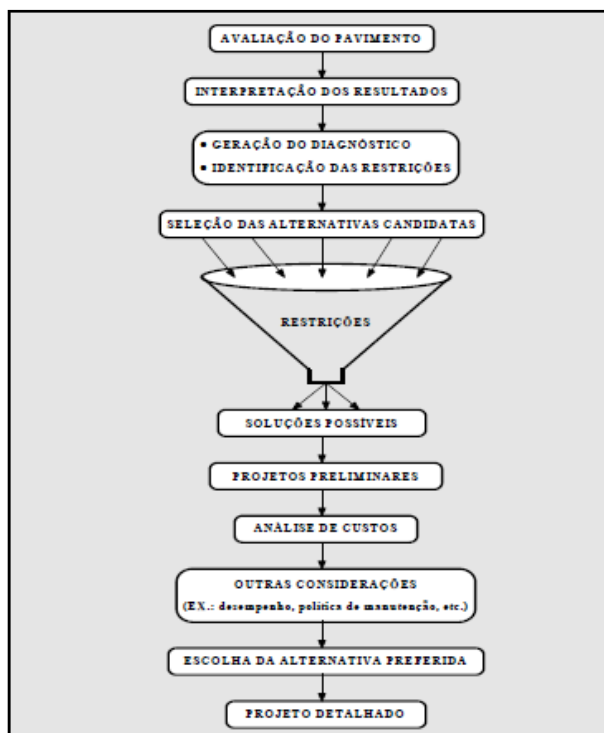 AVALIAÇÃO DO PAVIMENTO
INTERPRETAÇÃO DOS RESULTADOS
▪ GERAÇÃO DO DIAGNÓSTICO
▪ IDENTIFICAÇÃO DAS RESTRIÇÕES
SELEÇÃO DAS ALTERNATIVAS CANDIDATAS
RESTRIÇÕES
SOLUÇÕES POSSÍVEIS
PROJETOS PRELIMINARES
ANÁLISE DE CUSTOS
OUTRAS CONSIDERAÇÕES
(EX.: desempenho, política de manutenção, etc.)
ESCOLHA DA ALTERNATIVA PREFERIDA
PROJETO DETALHADO